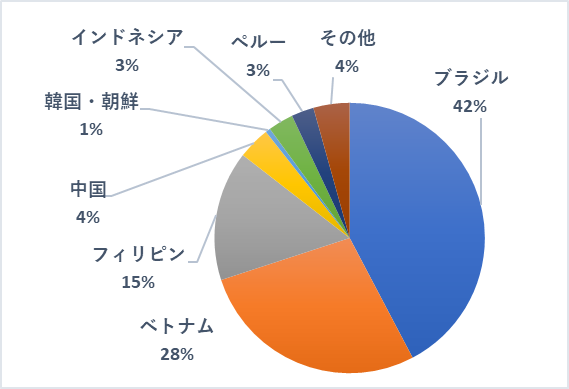 インドネシア
3%
ペルー
3%
その他
4%
ブラジル
42%
韓国・朝鮮
1%
中国
4%
フィリピン
15%
ベトナム
28%